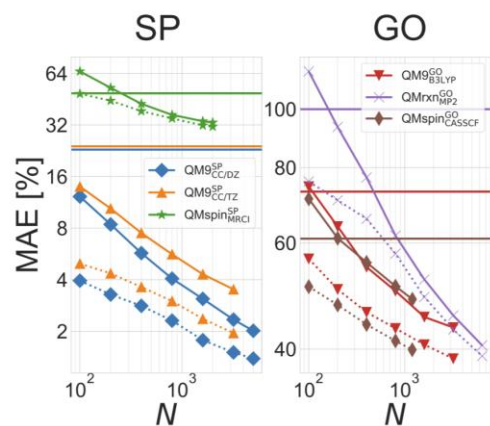 SP
GO
MAE [%]
64
32
16
8
4
2
QM9^SP_CC/DZ
QM9^SP_CC/TZ
QMspin^SP_MRCI
10^2
10^3
N
100
80
60
40
QM9^GO_B3LYP
QMrxn^GO_MP2
QMspin^GO_CASSCF
10^2
10^3
N